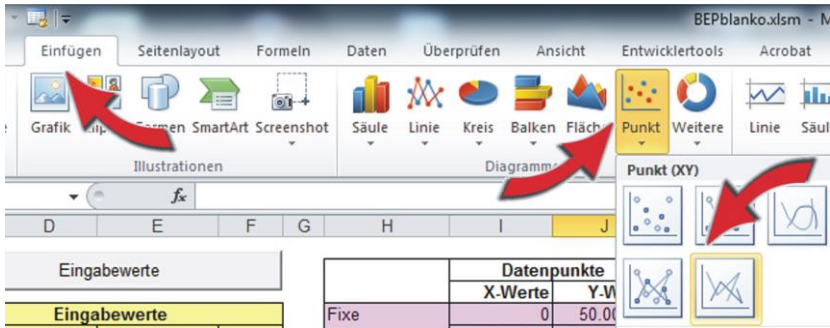 BEPblanko.xlsm - M
Einfügen Seitenlayout Formeln Daten Überprüfen Ansicht Entwicklertools Acrobat
Grafik Formen SmartArt Screenshot Säule Linie Kreis Balken Punkt Weitere Linie Säul
Illustrationen
Punkt (XY)
fx
D E F G H I J
Eingabewerte
Datenpunkte
X-Werte
Eingabewerte
Fixe 0 50.00